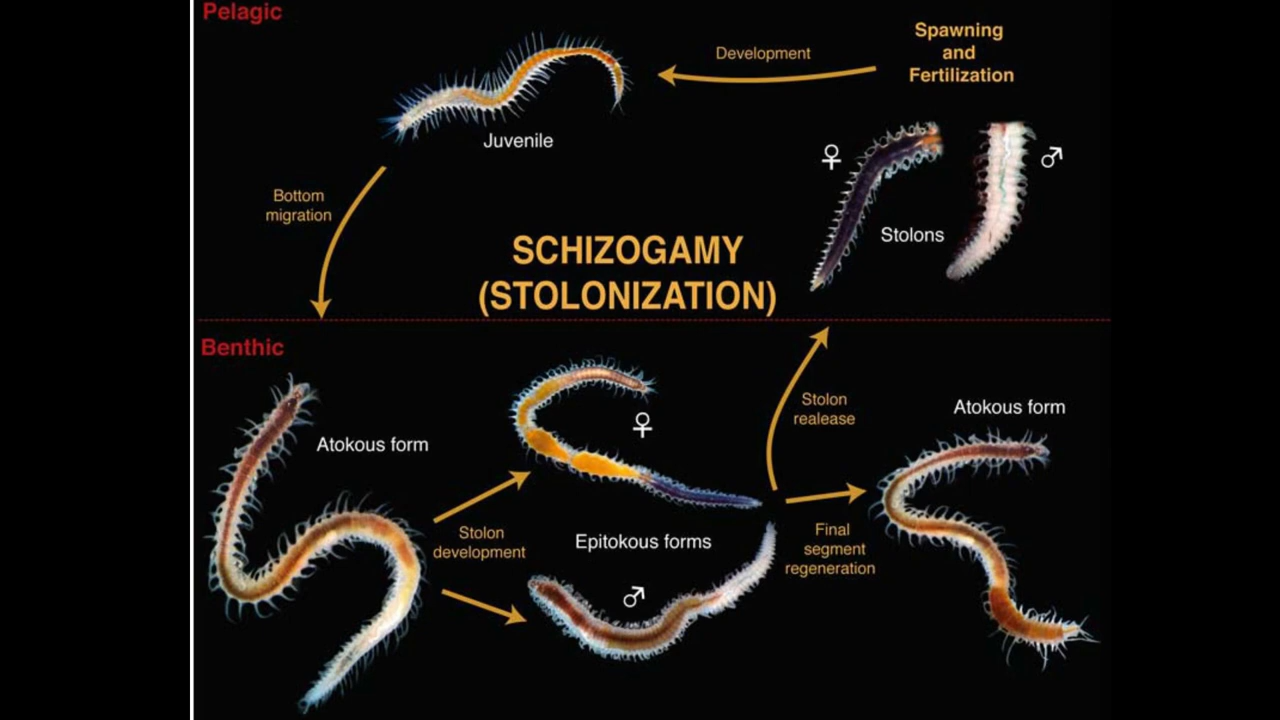 Pelagic
Spawning
and
Fertilization
Development
Juvenile
♀
♂
Bottom
migration
Stolons
SCHIZOGAMY
(STOLONIZATION)
Benthic
Atokous form
♀
Stolon
realease
Atokous form
Stolon
development
Epitokous forms
♂
Final
segment
regeneration